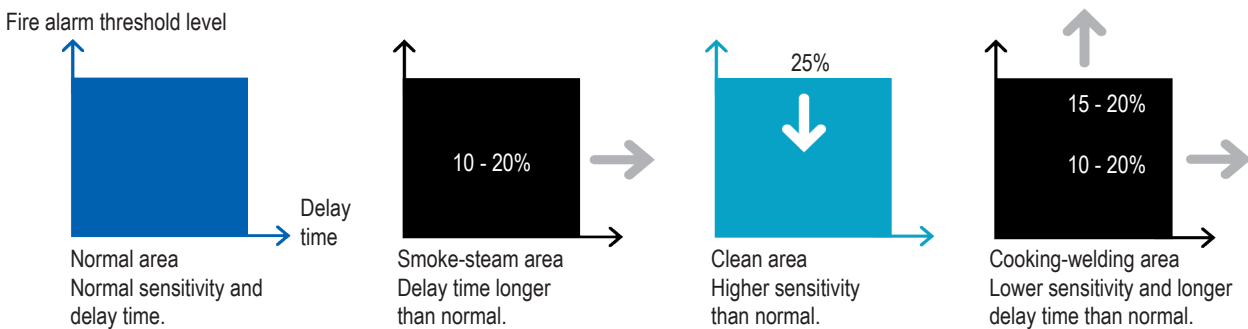 Fire alarm threshold level
Delay
time
Normal area
Normal sensitivity and
delay time.
10 - 20%
Smoke-steam area
Delay time longer
than normal.
25%
Clean area
Higher sensitivity
than normal.
15 - 20%
10 - 20%
Cooking-welding area
Lower sensitivity and longer
delay time than normal.